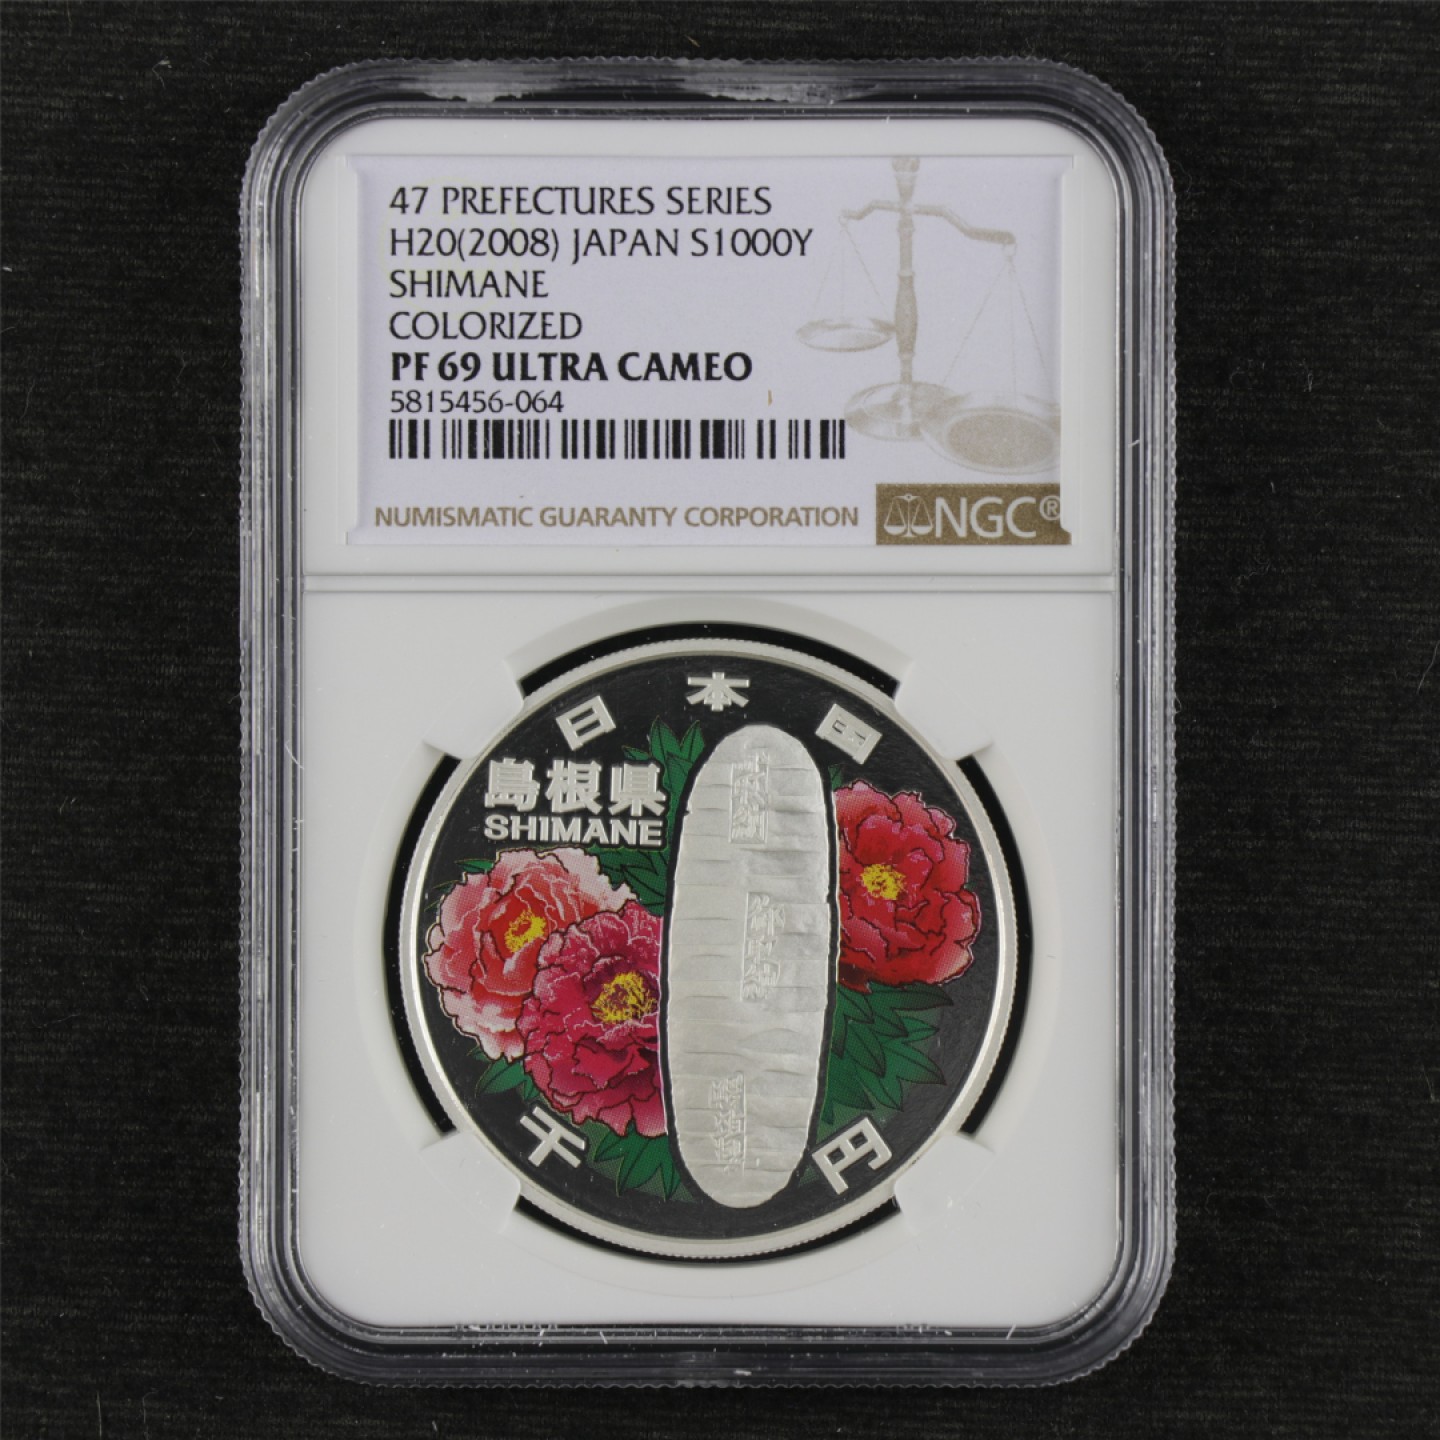 47 PREFECTURES SERIES
H20(2008) JAPAN S1000Y
SHIMANE
COLORIZED
PF 69 ULTRA CAMEO
5815456-064
NUMISMATIC GUARANTY CORPORATION
NGC®
日本国
島根県
SHIMANE
千円